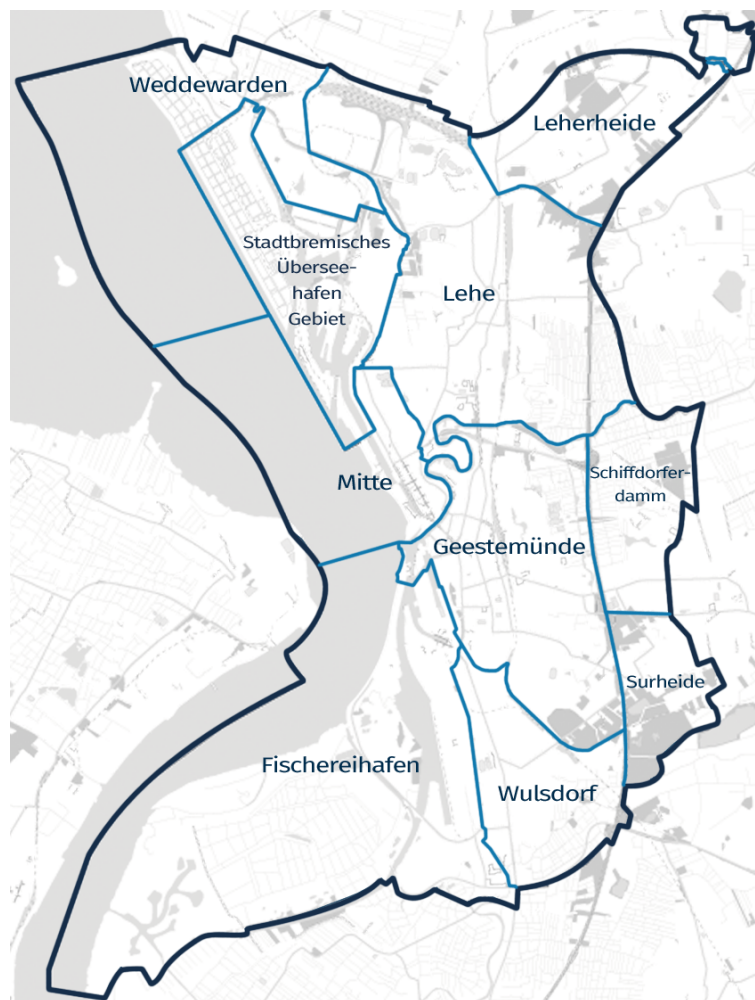 Weddewarden
Leherheide
Stadtbremisches
Übersee-
hafen
Gebiet
Lehe
Mitte
Schiffdorfer-
damm
Geestemünde
Surheide
Fischereihafen
Wulsdorf